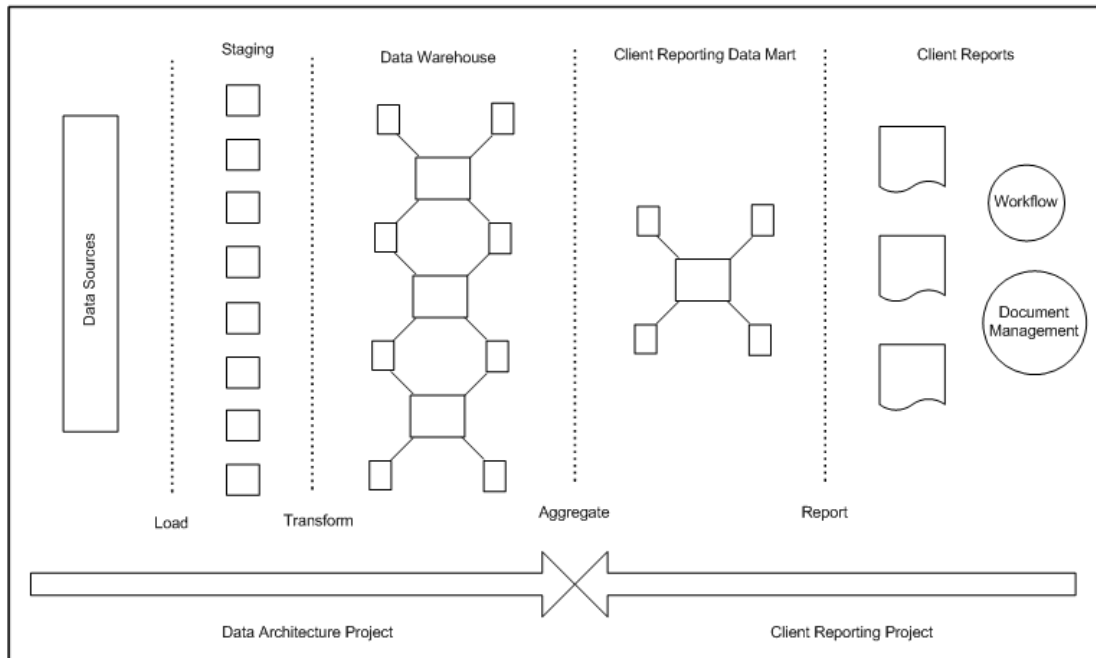 Staging
Data Warehouse
Client Reporting Data Mart
Client Reports
Data Sources
Workflow
Document
Management
Load
Transform
Aggregate
Report
Data Architecture Project
Client Reporting Project